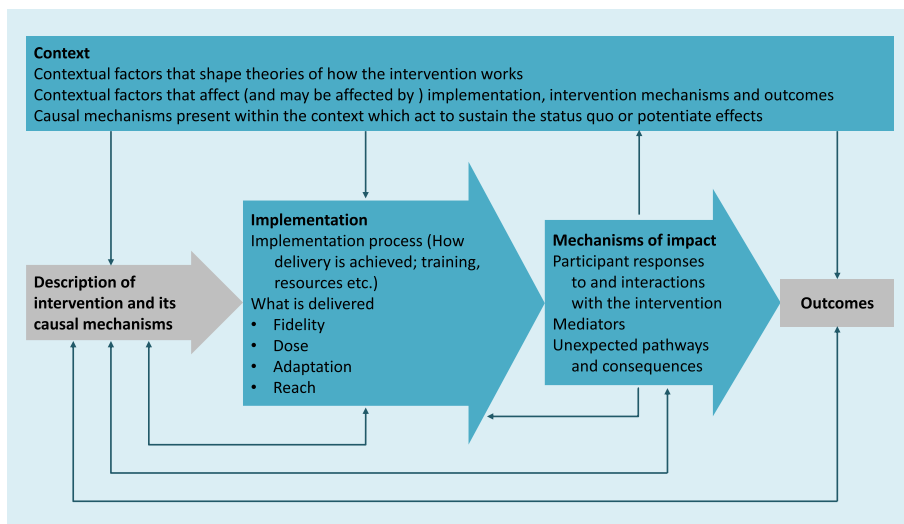 Context
Contextual factors that shape theories of how the intervention works
Contextual factors that affect (and may be affected by ) implementation, intervention mechanisms and outcomes
Causal mechanisms present within the context which act to sustain the status quo or potentiate effects
Description of
intervention and its
causal mechanisms
Implementation
Implementation process (How
delivery is achieved; training,
resources etc.)
What is delivered
• Fidelity
• Dose
• Adaptation
• Reach
Mechanisms of impact
Participant responses
to and interactions
with the intervention
Mediators
Unexpected pathways
and consequences
Outcomes